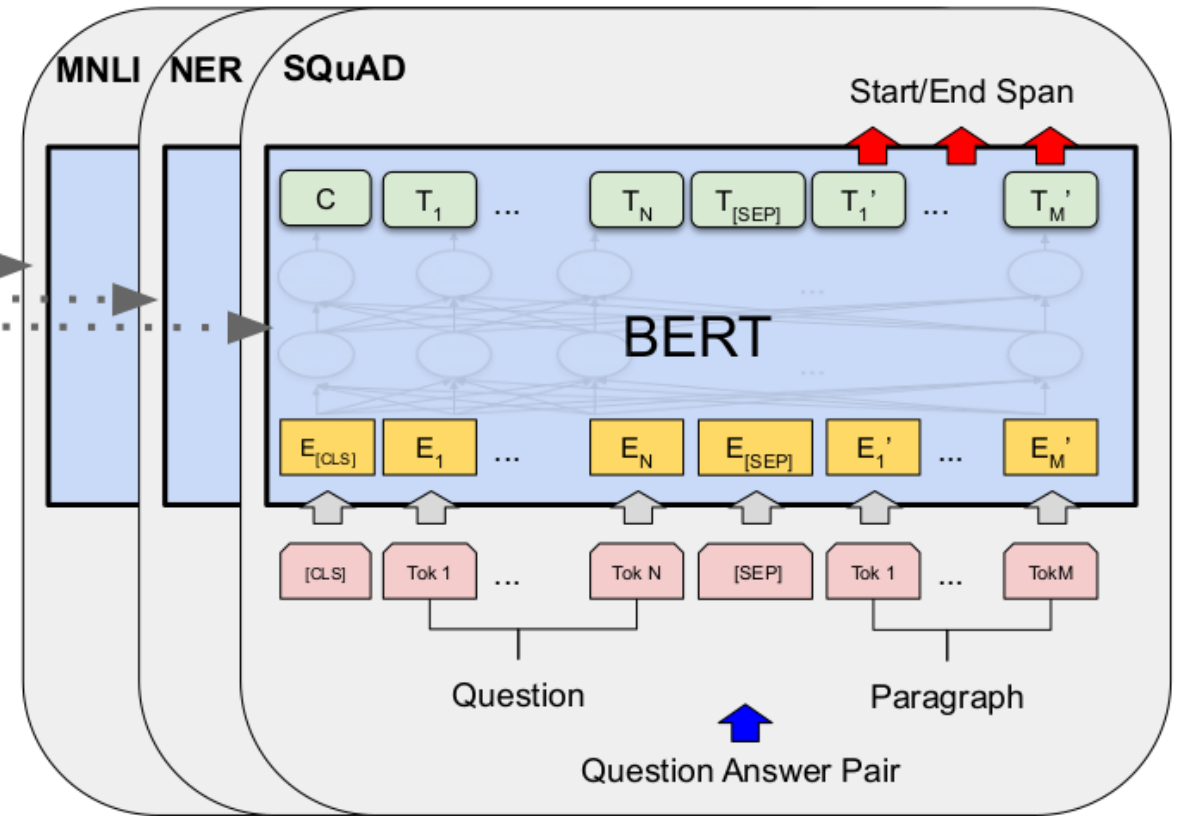 MNLI NER SQuAD
Start/End Span
C T1 ... TN T[SEP] T1’ ... TM’
...
BERT
...
E[CLS] E1 ... EN E[SEP] E1’ ... EM’
[CLS] Tok 1 ... Tok N [SEP] Tok 1 ... TokM
Question Paragraph
Question Answer Pair